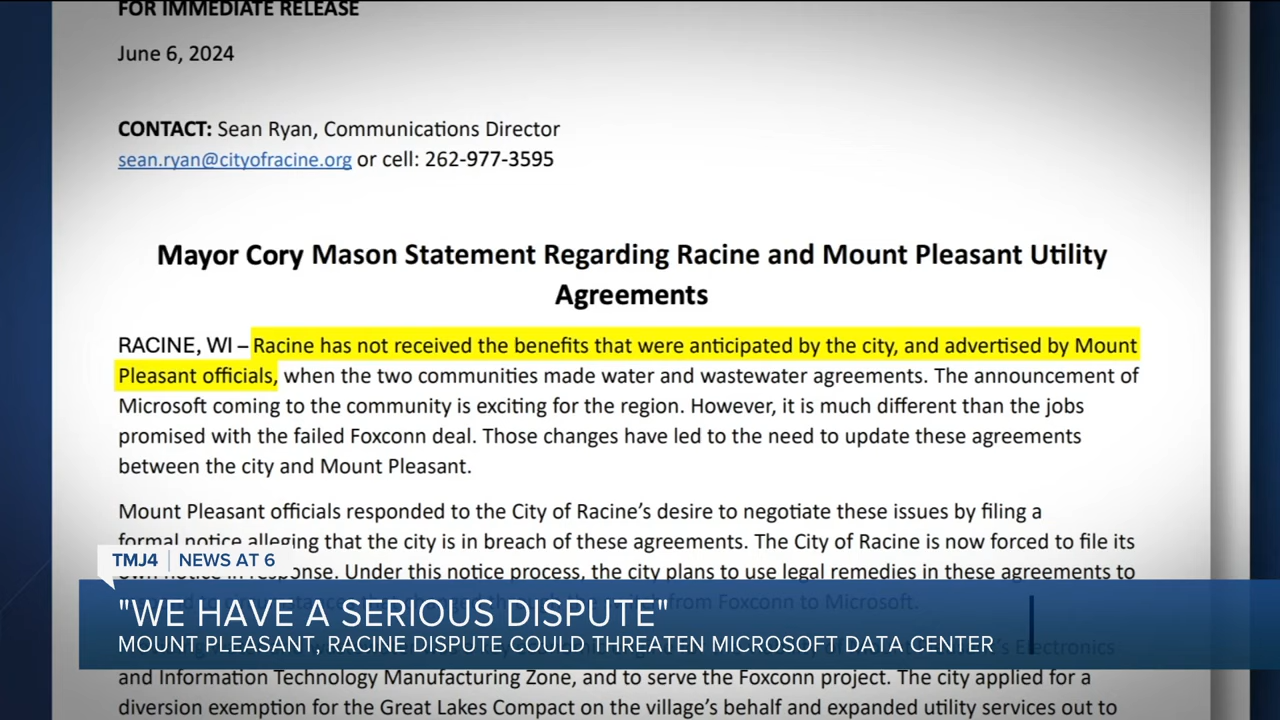 FOR IMMEDIATE RELEASE
June 6, 2024
CONTACT: Sean Ryan, Communications Director
sean.ryan@cityofracine.org or cell: 262-977-3595
Mayor Cory Mason Statement Regarding Racine and Mount Pleasant Utility
Agreements
RACINE, WI – Racine has not received the benefits that were anticipated by the city, and advertised by Mount
Pleasant officials, when the two communities made water and wastewater agreements. The announcement of
Microsoft coming to the community is exciting for the region. However, it is much different than the jobs
promised with the failed Foxconn deal. Those changes have led to the need to update these agreements
between the city and Mount Pleasant.
Mount Pleasant officials responded to the City of Racine's desire to negotiate these issues by filing a
formal notice alleging that the city is in breach of these agreements. The City of Racine is now forced to file its
own notice in response. Under this notice process, the city plans to use legal remedies in these agreements to
from Foxconn to Microsoft.
TMJ4 | NEWS AT 6
"WE HAVE A SERIOUS DISPUTE"
MOUNT PLEASANT, RACINE DISPUTE COULD THREATEN MICROSOFT DATA CENTER
Electronics
and Information Technology Manufacturing Zone, and to serve the Foxconn project. The city applied for a
diversion exemption for the Great Lakes Compact on the village's behalf and expanded utility services out to